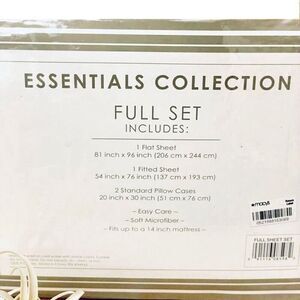 ESSENTIALS COLLECTION
FULL SET
INCLUDES:
1 Flat Sheet
81 inch x 96 inch (206 cm x 244 cm)
1 Fitted Sheet
54 inch x 76 inch (137 cm x 193 cm)
2 Standard Pillow Cases
20 inch x 30 inch (51 cm x 76 cm)
– Easy Care –
– Soft Microfiber –
– Fits up to a 14 inch mattress –
macys
FULL SHEET SET